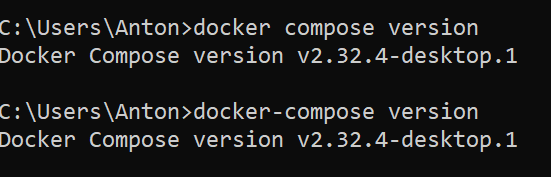 C:\Users\Anton>docker compose version
Docker Compose version v2.32.4-desktop.1
C:\Users\Anton>docker-compose version
Docker Compose version v2.32.4-desktop.1